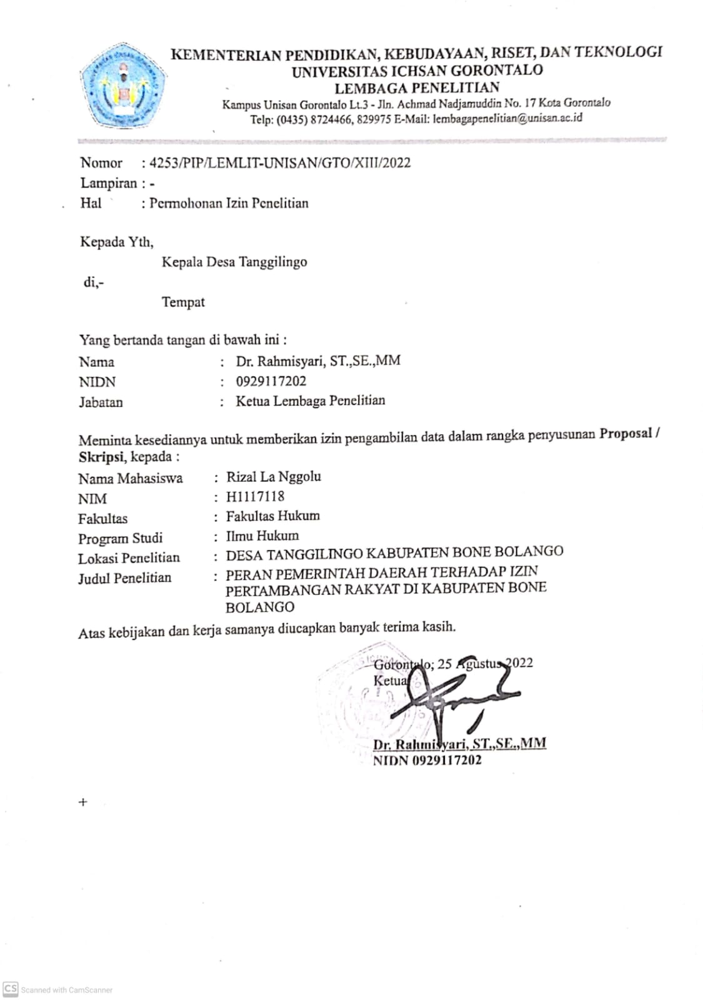 KEMENTERIAN PENDIDIKAN, KEBUDAYAAN, RISET, DAN TEKNOLOGI
UNIVERSITAS ICHSAN GORONTALO
LEMBAGA PENELITIAN
Kampus Unisan Gorontalo Lt.3 - Jln. Achmad Nadjamuddin No. 17 Kota Gorontalo
Telp: (0435) 8724466, 829975 E-Mail: lembagapenelitian@unisan.ac.id
Nomor : 4253/PIP/LEMLIT-UNISAN/GTO/XIII/2022
Lampiran : -
Hal : Permohonan Izin Penelitian
Kepada Yth,
Kepala Desa Tanggilingo
di,-
Tempat
Yang bertanda tangan di bawah ini :
Nama : Dr. Rahmisyari, ST.,SE.,MM
NIDN : 0929117202
Jabatan : Ketua Lembaga Penelitian
Meminta kesediannya untuk memberikan izin pengambilan data dalam rangka penyusunan Proposal /
Skripsi, kepada :
Nama Mahasiswa : Rizal La Nggolu
NIM : H1117118
Fakultas : Fakultas Hukum
Program Studi : Ilmu Hukum
Lokasi Penelitian : DESA TANGGILINGO KABUPATEN BONE BOLANGO
Judul Penelitian : PERAN PEMERINTAH DAERAH TERHADAP IZIN
PERTAMBANGAN RAKYAT DI KABUPATEN BONE
BOLANGO
Atas kebijakan dan kerja samanya diucapkan banyak terima kasih.
Gorontalo; 25 Agustus 2022
Ketua
Dr. Rahmisyari, ST.,SE.,MM
NIDN 0929117202
+
CS Scanned with CamScanner